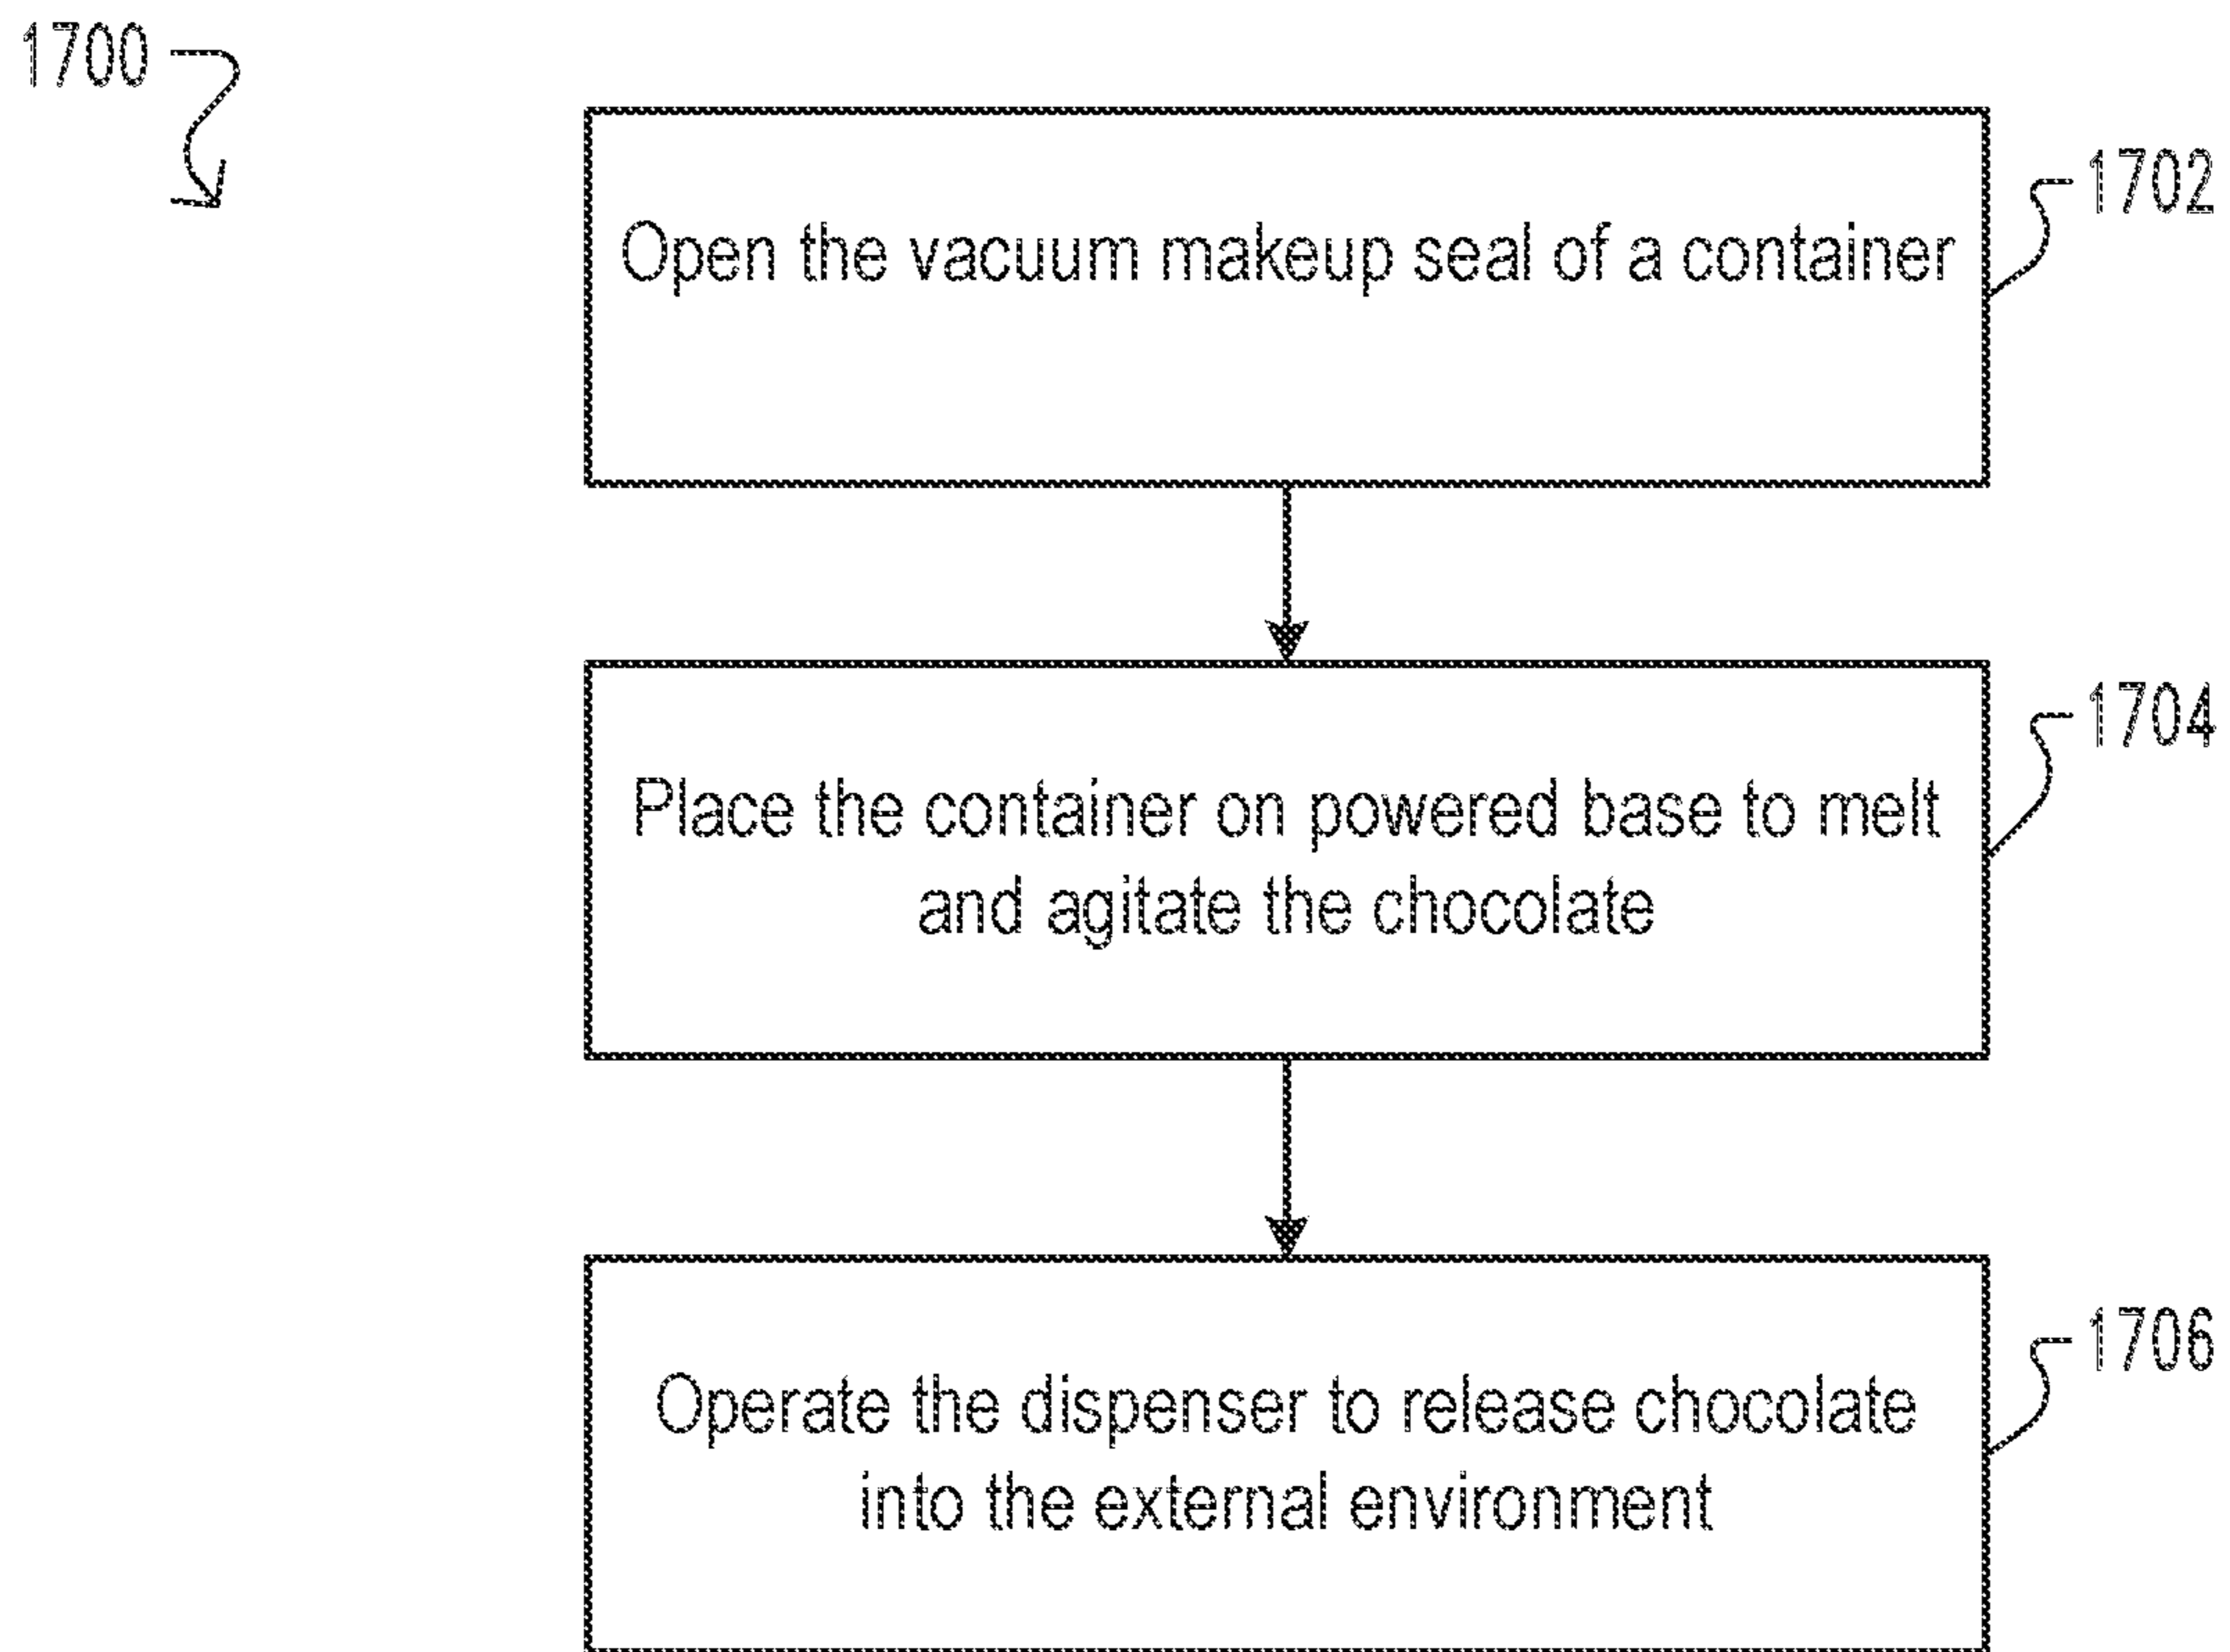 1700
Open the vacuum makeup seal of a container
1702
Place the container on powered base to melt
and agitate the chocolate
1704
Operate the dispenser to release chocolate
into the external environment
1706